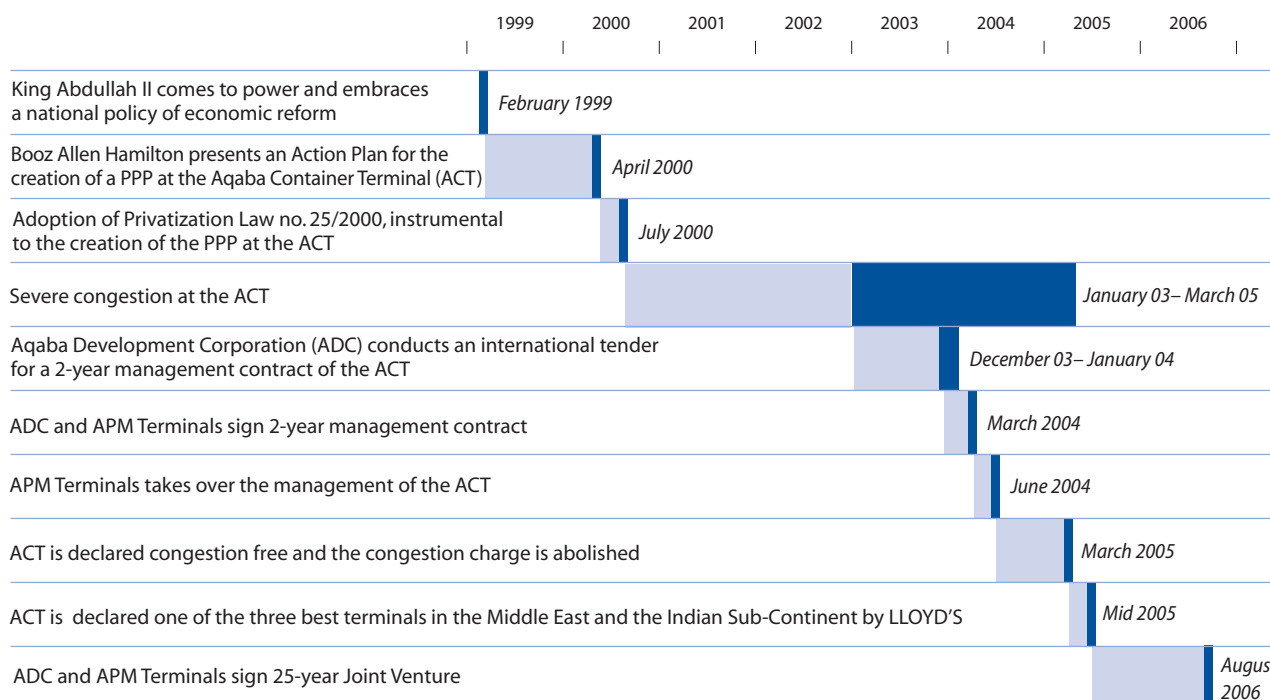 1999 2000 2001 2002 2003 2004 2005 2006
King Abdullah II comes to power and embraces
a national policy of economic reform
February 1999
Booz Allen Hamilton presents an Action Plan for the
creation of a PPP at the Aqaba Container Terminal (ACT)
April 2000
Adoption of Privatization Law no. 25/2000, instrumental
to the creation of the PPP at the ACT
July 2000
Severe congestion at the ACT
January 03– March 05
Aqaba Development Corporation (ADC) conducts an international tender
for a 2-year management contract of the ACT
December 03– January 04
ADC and APM Terminals sign 2-year management contract
March 2004
APM Terminals takes over the management of the ACT
June 2004
ACT is declared congestion free and the congestion charge is abolished
March 2005
ACT is declared one of the three best terminals in the Middle East and the Indian Sub-Continent by LLOYD'S
Mid 2005
ADC and APM Terminals sign 25-year Joint Venture
Augus
2006